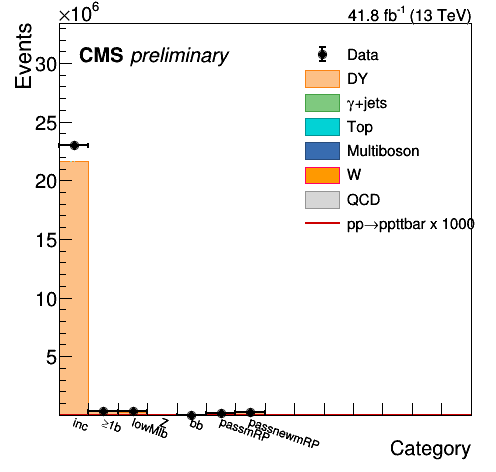 ×10⁶
41.8 fb⁻¹ (13 TeV)
Events
CMS preliminary
Data
DY
γ+jets
Top
Multiboson
W
QCD
pp→ppttbar x 1000
30
25
20
15
10
5
inc
≥1b
lowMlb
Z
bb
passmRP
passnewmRP
Category